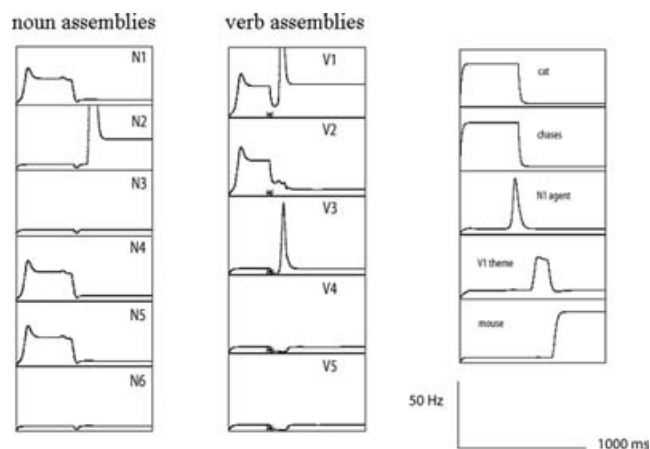 noun assemblies
verb assemblies
N1
N2
N3
N4
N5
N6
V1
V2
V3
V4
V5
cat
chases
N1 agent
V1 theme
mouse
50 Hz
1000 ms